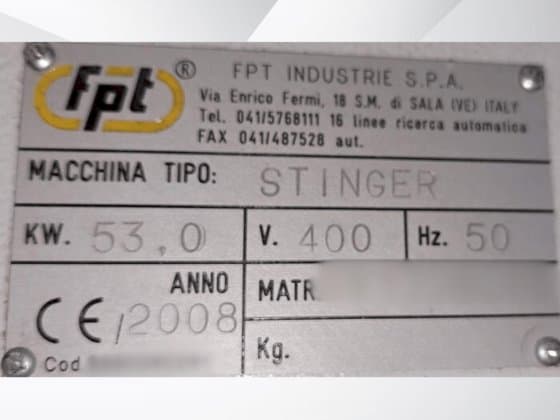 fpt® FPT INDUSTRIE S.P.A.
Via Enrico Fermi, 18 S.M. di SALA (VE) ITALY
Tel. 041/5768111 16 linee ricerca automatica
FAX 041/487528 aut.
MACCHINA TIPO: STINGER
KW. 53,0 V. 400 Hz. 50
ANNO MATR
CE/2008
Kg.
Cod